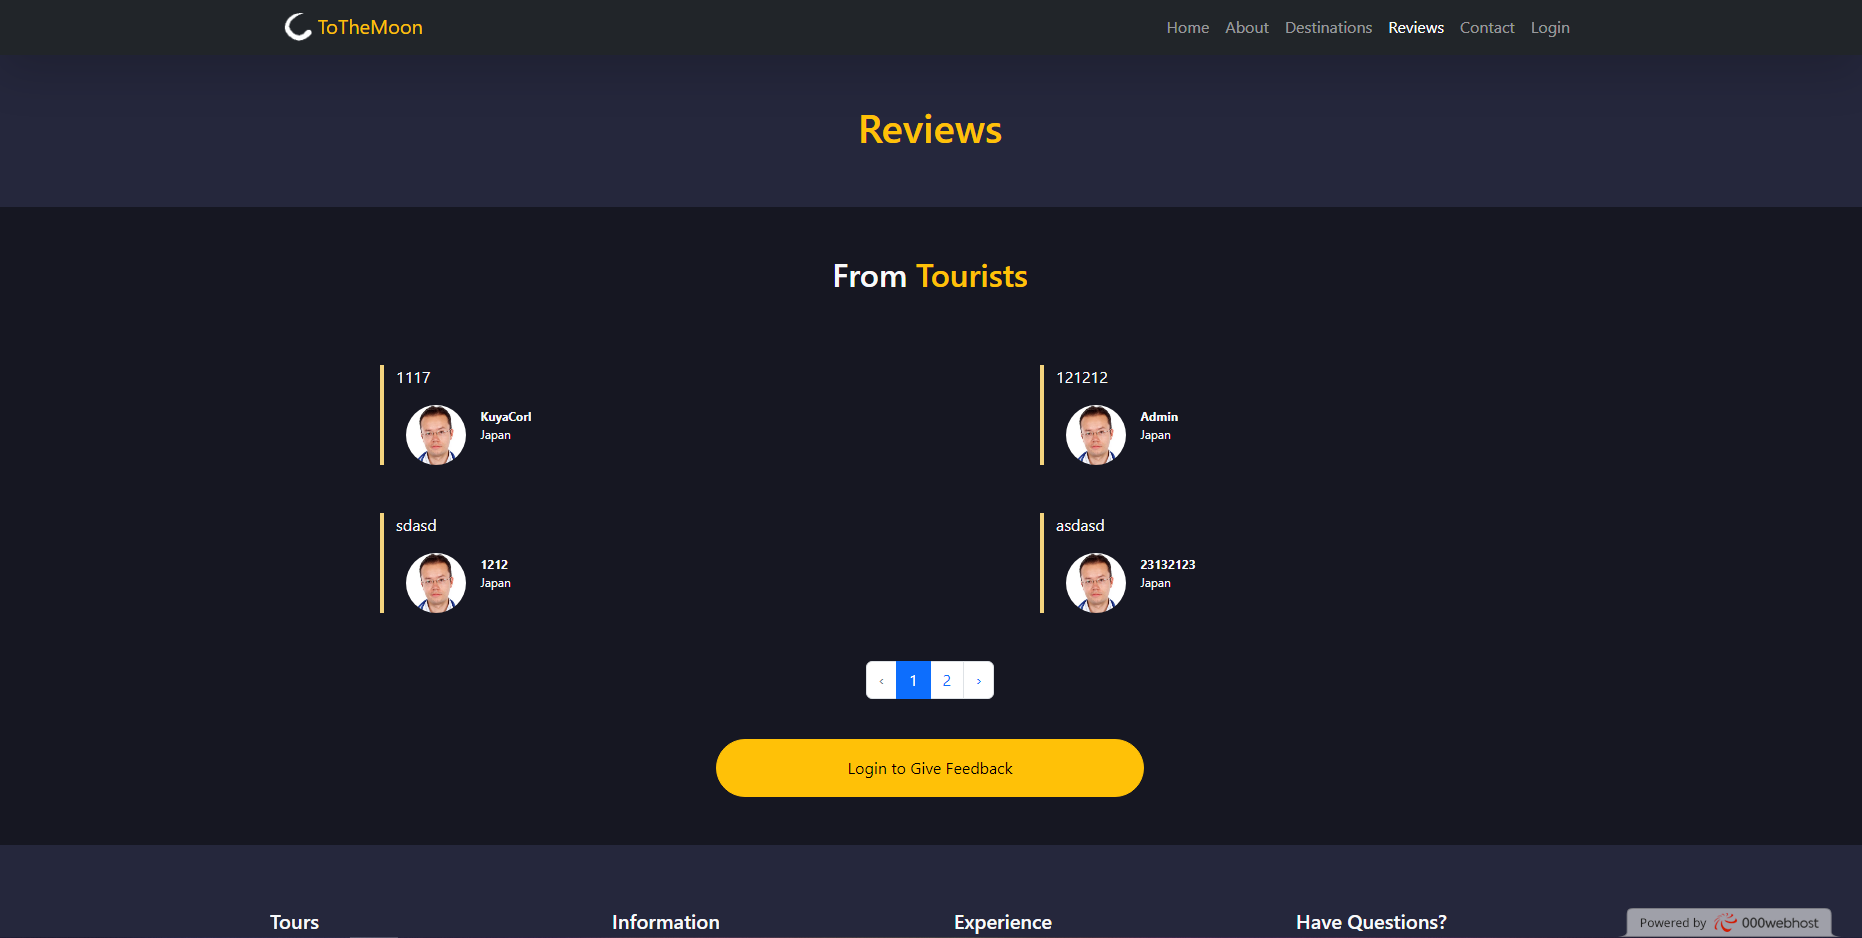 ToTheMoon
Home About Destinations Reviews Contact Login
Reviews
From Tourists
1117
KuyaCorl
Japan
121212
Admin
Japan
sdasd
1212
Japan
asdasd
23132123
Japan
‹ 1 2 ›
Login to Give Feedback
Tours
Information
Experience
Have Questions?
Powered by 000webhost